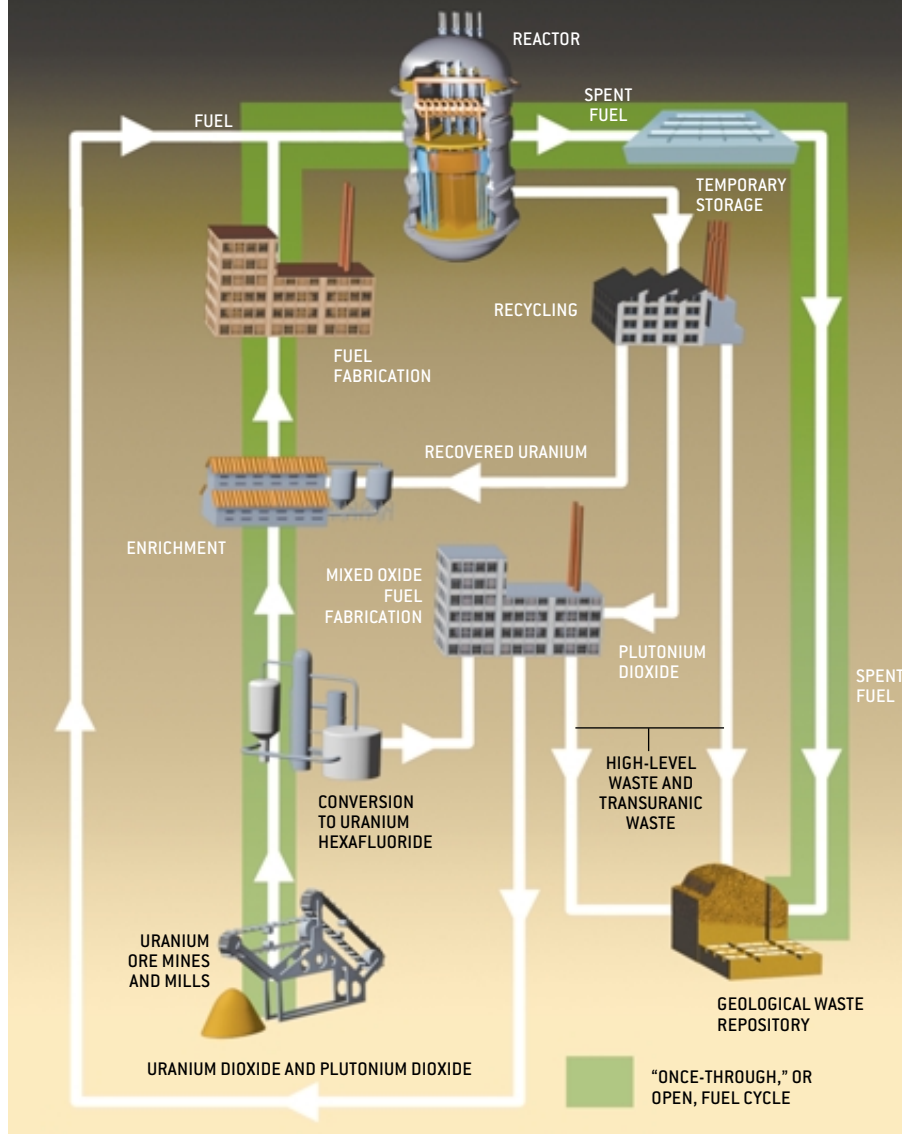 REACTOR
FUEL
SPENT
FUEL
TEMPORARY
STORAGE
RECYCLING
FUEL
FABRICATION
RECOVERED URANIUM
ENRICHMENT
MIXED OXIDE
FUEL
FABRICATION
PLUTONIUM
DIOXIDE
SPENT
FUEL
HIGH-LEVEL
WASTE AND
TRANSURANIC
WASTE
CONVERSION
TO URANIUM
HEXAFLUORIDE
URANIUM
ORE MINES
AND MILLS
GEOLOGICAL WASTE
REPOSITORY
URANIUM DIOXIDE AND PLUTONIUM DIOXIDE
“ONCE-THROUGH,” OR
OPEN, FUEL CYCLE